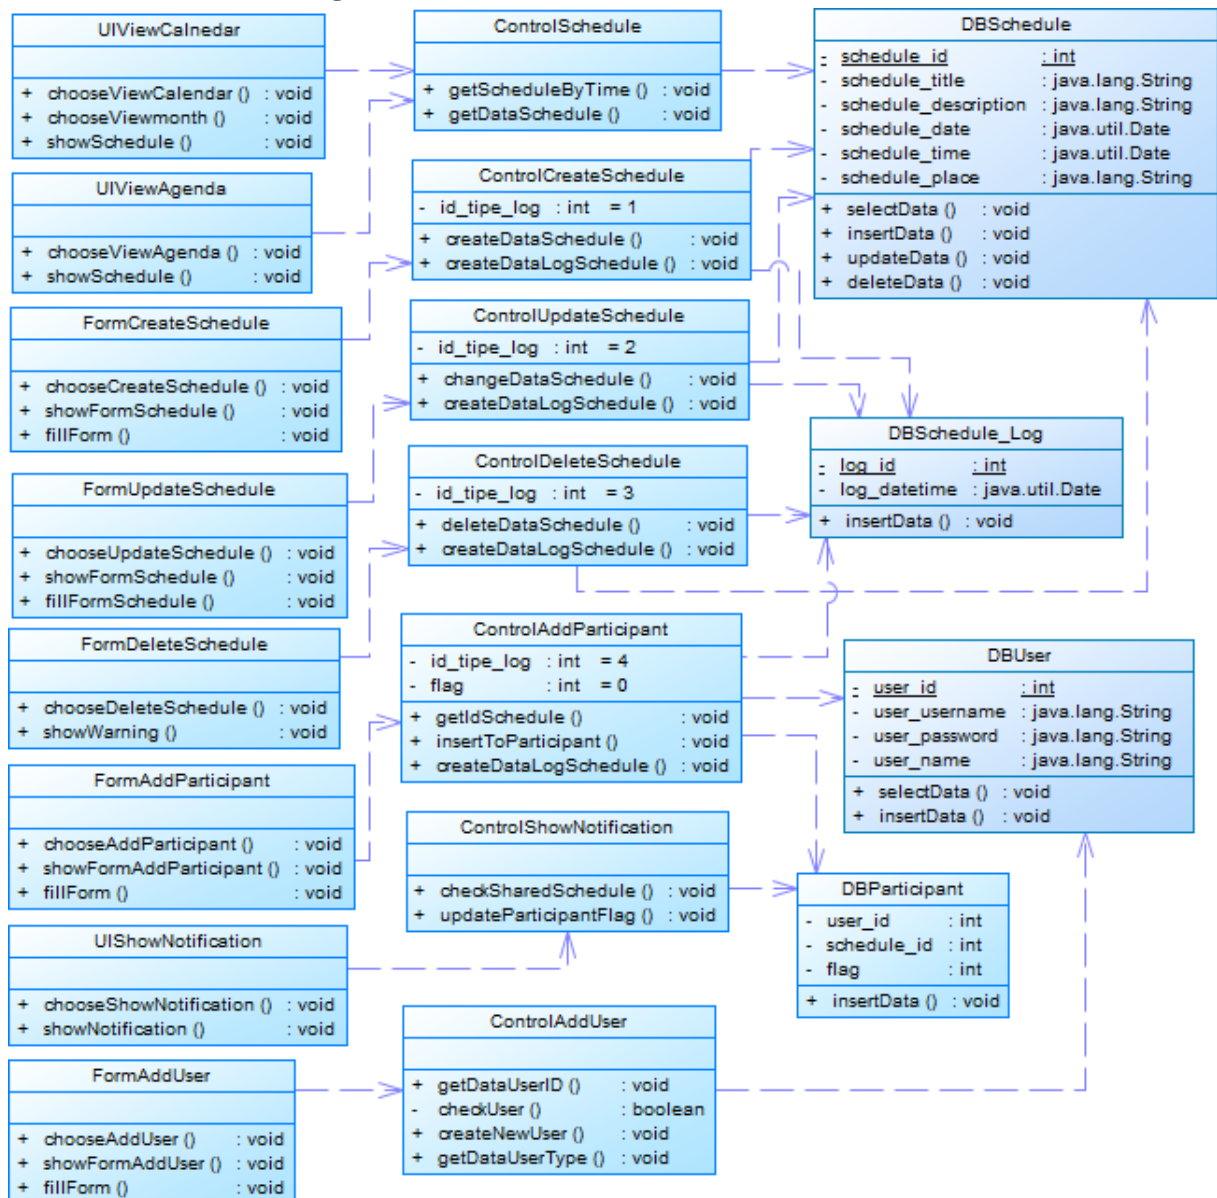 UIViewCalnedar
+ chooseViewCalendar () : void
+ chooseViewmonth () : void
+ showSchedule () : void
UIViewAgenda
+ chooseViewAgenda () : void
+ showSchedule () : void
FormCreateSchedule
+ chooseCreateSchedule () : void
+ showFormSchedule () : void
+ fillForm () : void
FormUpdateSchedule
+ chooseUpdateSchedule () : void
+ showFormSchedule () : void
+ fillFormSchedule () : void
FormDeleteSchedule
+ chooseDeleteSchedule () : void
+ showWarning () : void
FormAddParticipant
+ chooseAddParticipant () : void
+ showFormAddParticipant () : void
+ fillForm () : void
UIShowNotification
+ chooseShowNotification () : void
+ showNotification () : void
FormAddUser
+ chooseAddUser () : void
+ showFormAddUser () : void
+ fillForm () : void
ControlSchedule
+ getScheduleByTime () : void
+ getDataSchedule () : void
ControlCreateSchedule
- id_tipe_log : int = 1
+ createDataSchedule () : void
+ createDataLogSchedule () : void
ControlUpdateSchedule
- id_tipe_log : int = 2
+ changeDataSchedule () : void
+ createDataLogSchedule () : void
ControlDeleteSchedule
- id_tipe_log : int = 3
+ deleteDataSchedule () : void
+ createDataLogSchedule () : void
ControlAddParticipant
- id_tipe_log : int = 4
- flag : int = 0
+ getIdSchedule () : void
+ insertToParticipant () : void
+ createDataLogSchedule () : void
ControlShowNotification
+ checkSharedSchedule () : void
+ updateParticipantFlag () : void
ControlAddUser
+ getDataUserID () : void
- checkUser () : boolean
+ createNewUser () : void
+ getDataUserType () : void
DBSchedule
- schedule_id : int
- schedule_title : java.lang.String
- schedule_description : java.lang.String
- schedule_date : java.util.Date
- schedule_time : java.util.Date
- schedule_place : java.lang.String
+ selectData () : void
+ insertData () : void
+ updateData () : void
+ deleteData () : void
DBSchedule_Log
- log_id : int
- log_datetime : java.util.Date
+ insertData () : void
DBUser
- user_id : int
- user_username : java.lang.String
- user_password : java.lang.String
- user_name : java.lang.String
+ selectData () : void
+ insertData () : void
DBParticipant
- user_id : int
- schedule_id : int
- flag : int
+ insertData () : void